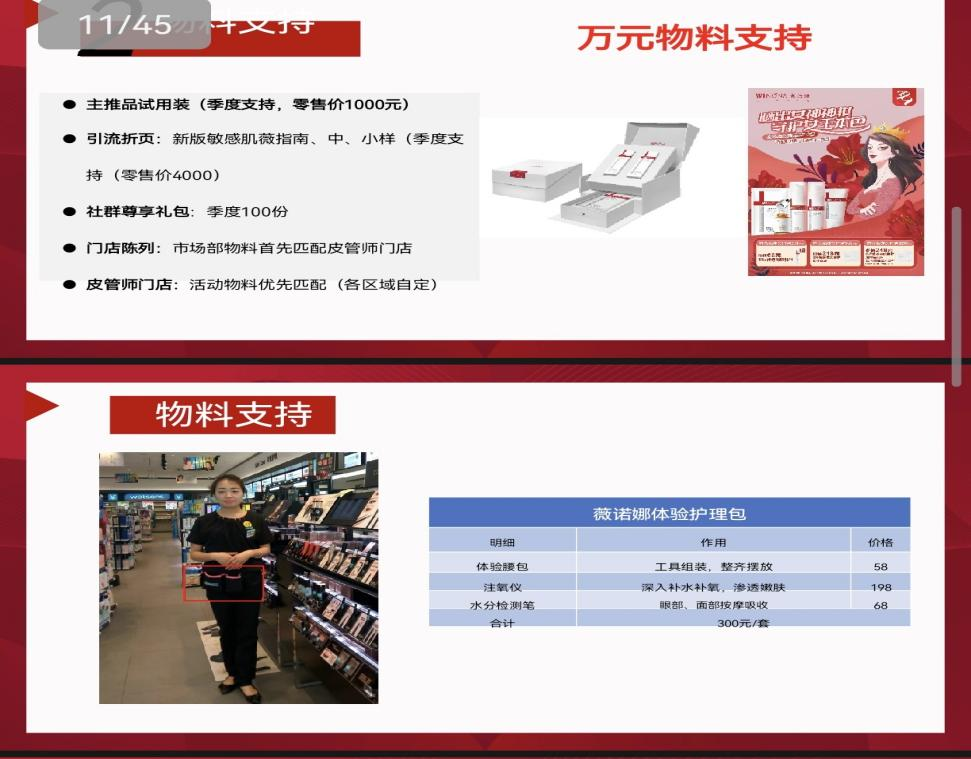 11/45
物料支持
万元物料支持
● 主推品试用装（季度支持，零售价1000元）
● 引流折页：新版敏感肌薇指南、中、小样（季度支
持（零售价4000）
● 社群尊享礼包：季度100份
● 门店陈列：市场部物料首先匹配皮管师门店
● 皮管师门店：活动物料优先匹配（各区域自定）
WINONA
物料支持
watsons
薇诺娜体验护理包
明细 作用 价格
体验腰包 工具组装，整齐摆放 58
注氧仪 深入补水补氧，渗透嫩肤 198
水分检测笔 眼部、面部按摩吸收 68
合计 300元/套